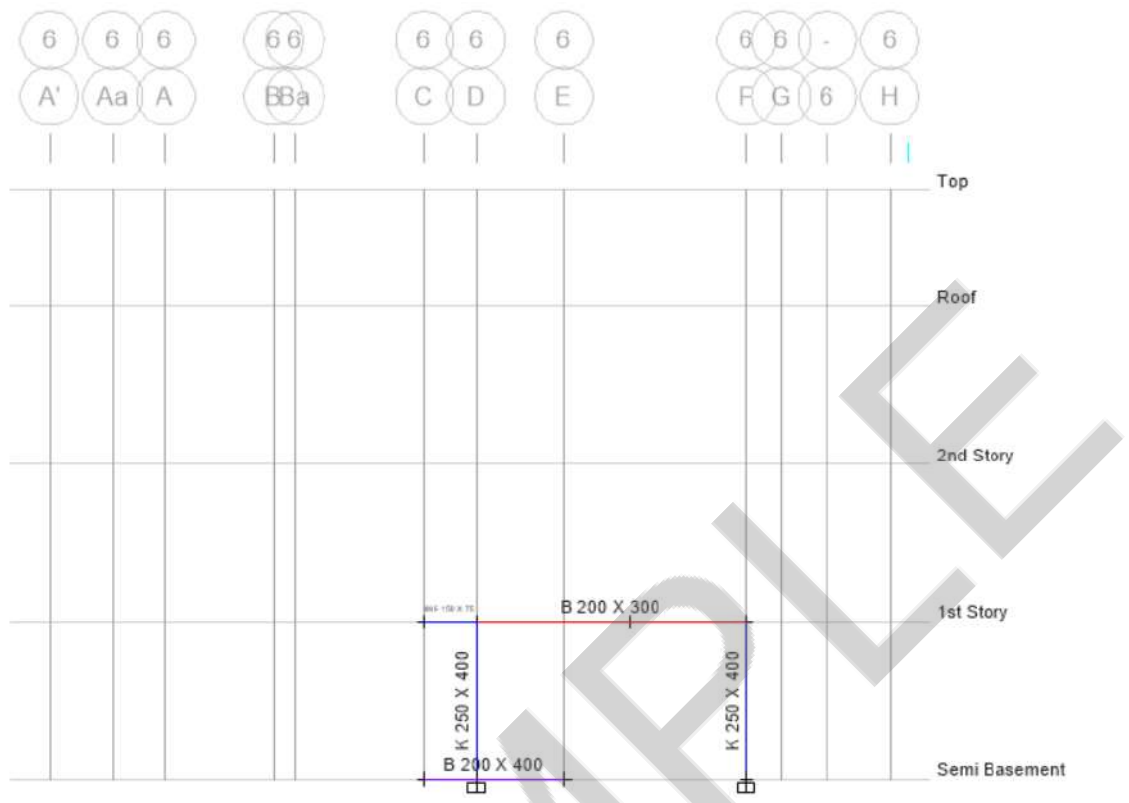 6 6 6 6 6 6 6 6 6 6 - 6
A' Aa A B Ba C D E F G 6 H
Top
Roof
2nd Story
B 200 X 300
1st Story
K 250 X 400
K 250 X 400
B 200 X 400
Semi Basement
MPLE